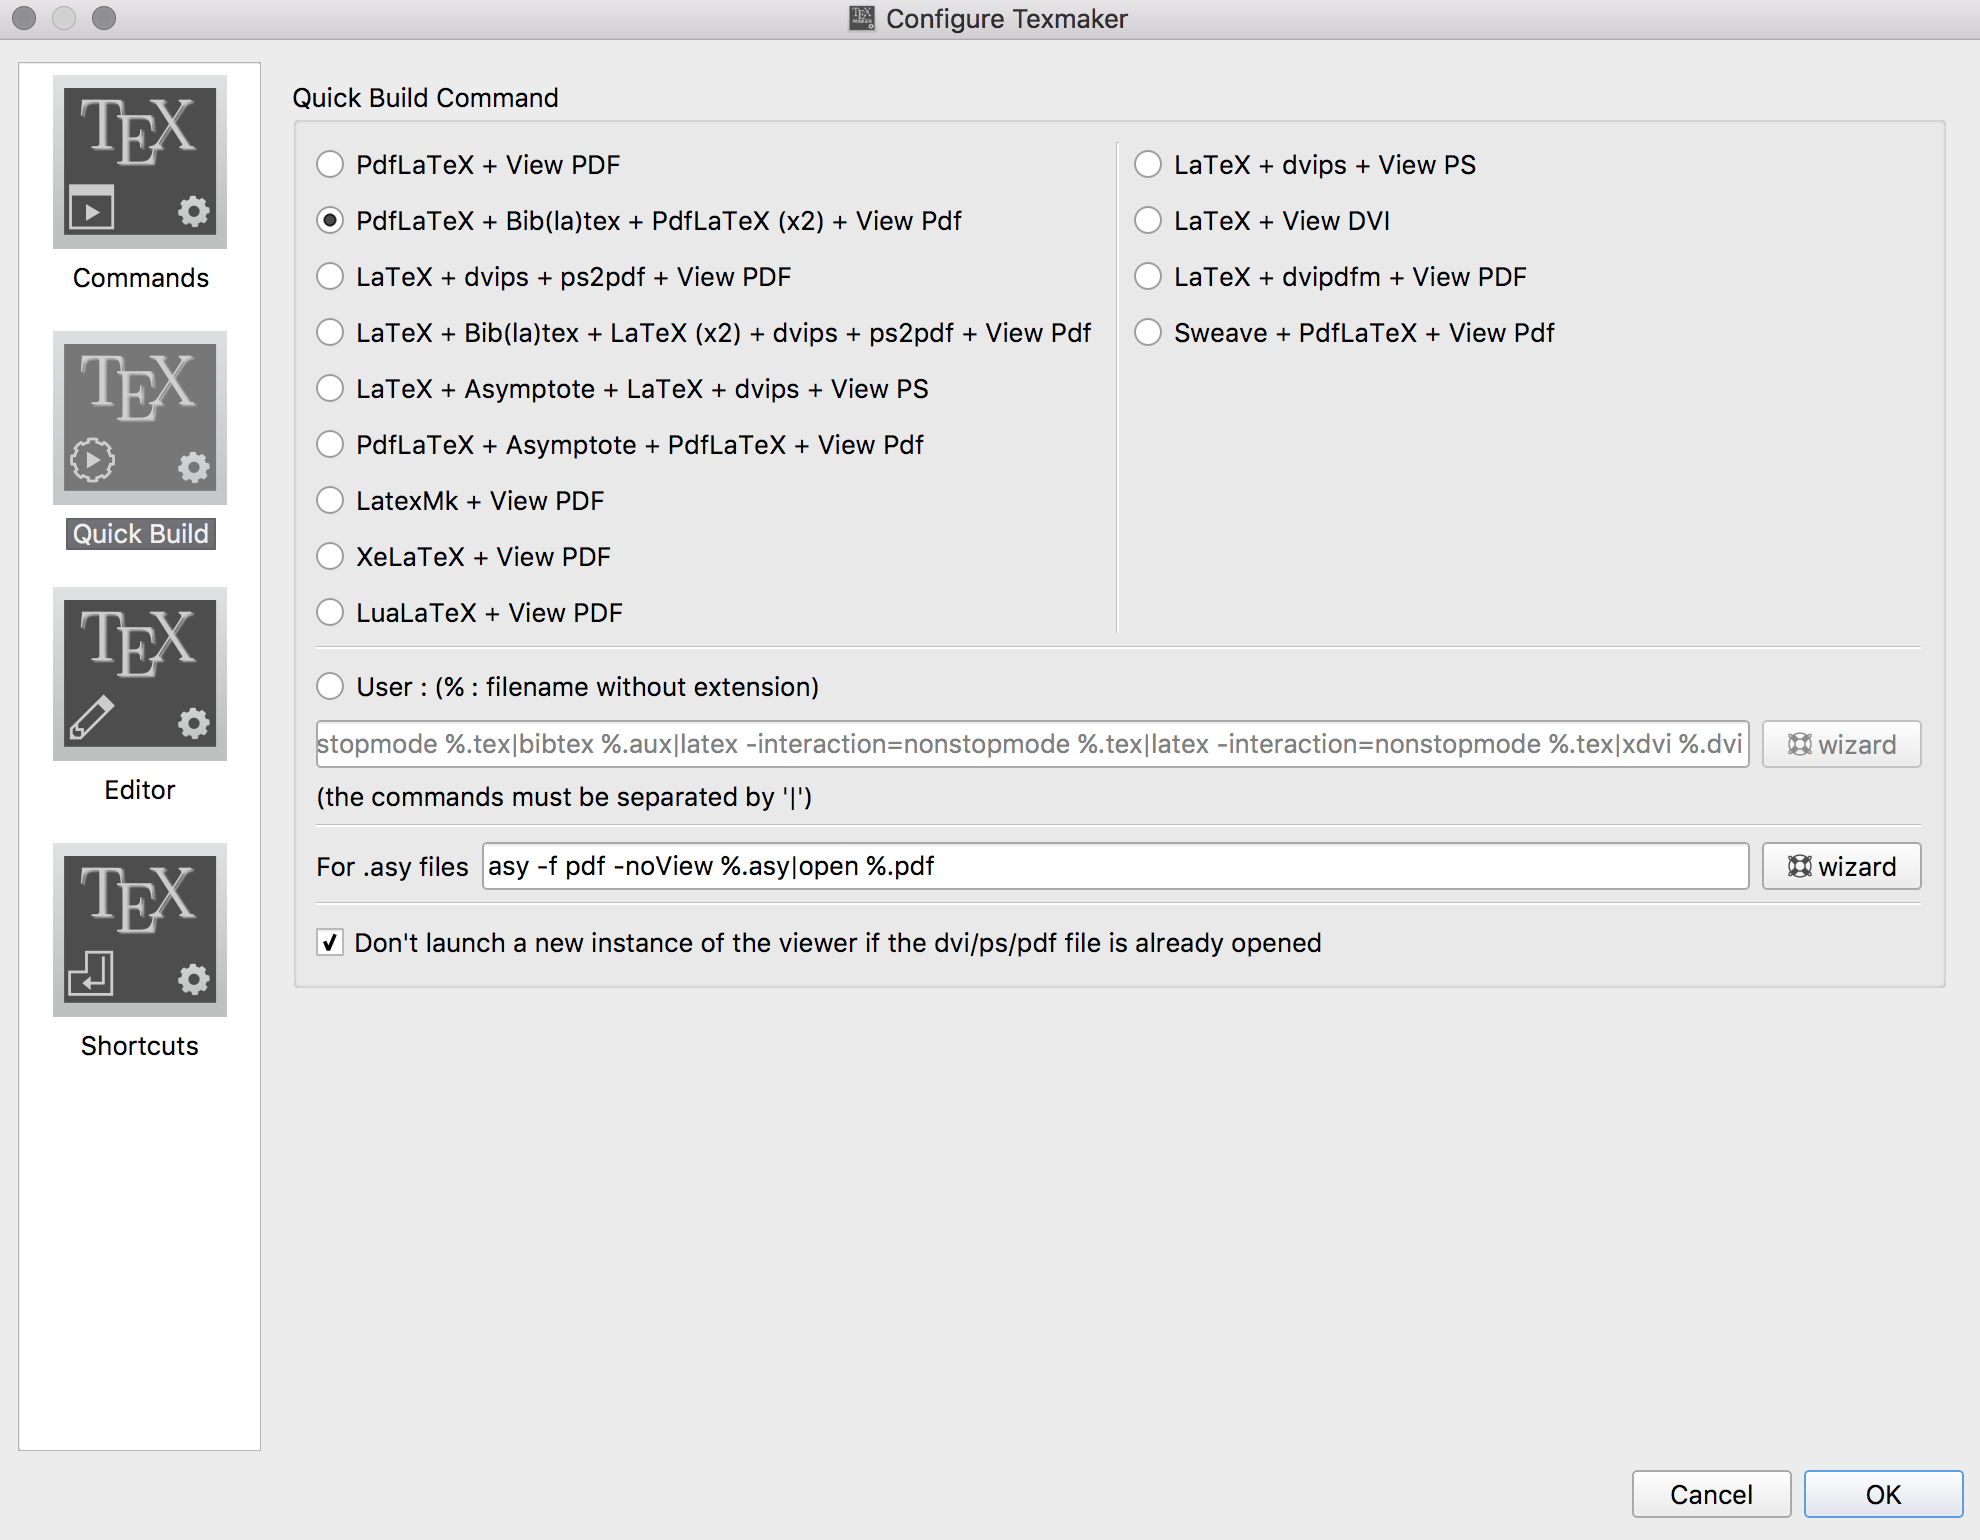 Configure Texmaker
TEX
Commands
TEX
Quick Build
TEX
Editor
TEX
Shortcuts
Quick Build Command
PdfLaTeX + View PDF
PdfLaTeX + Bib(la)tex + PdfLaTeX (x2) + View Pdf
LaTeX + dvips + ps2pdf + View PDF
LaTeX + Bib(la)tex + LaTeX (x2) + dvips + ps2pdf + View Pdf
LaTeX + Asymptote + LaTeX + dvips + View PS
PdfLaTeX + Asymptote + PdfLaTeX + View Pdf
LatexMk + View PDF
XeLaTeX + View PDF
LuaLaTeX + View PDF
LaTeX + dvips + View PS
LaTeX + View DVI
LaTeX + dvipdfm + View PDF
Sweave + PdfLaTeX + View Pdf
User : (% : filename without extension)
stopmode %.tex|bibtex %.aux|latex -interaction=nonstopmode %.tex|latex -interaction=nonstopmode %.tex|xdvi %.dvi
wizard
(the commands must be separated by '|')
For .asy files
asy -f pdf -noView %.asy|open %.pdf
wizard
Don't launch a new instance of the viewer if the dvi/ps/pdf file is already opened
Cancel
OK